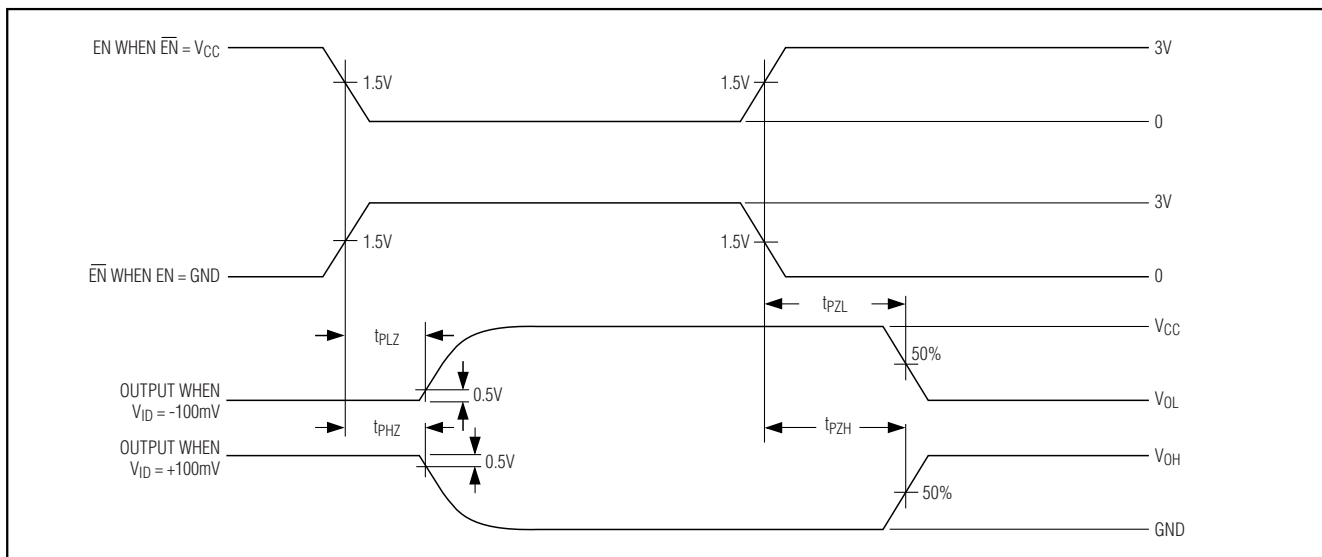 EN WHEN E̅N̅ = VCC
1.5V
1.5V
3V
0
3V
1.5V
1.5V
E̅N̅ WHEN EN = GND
0
tPZL
VCC
tPLZ
50%
OUTPUT WHEN
VID = -100mV
0.5V
VOL
tPHZ
tPZH
OUTPUT WHEN
VID = +100mV
0.5V
VOH
50%
GND